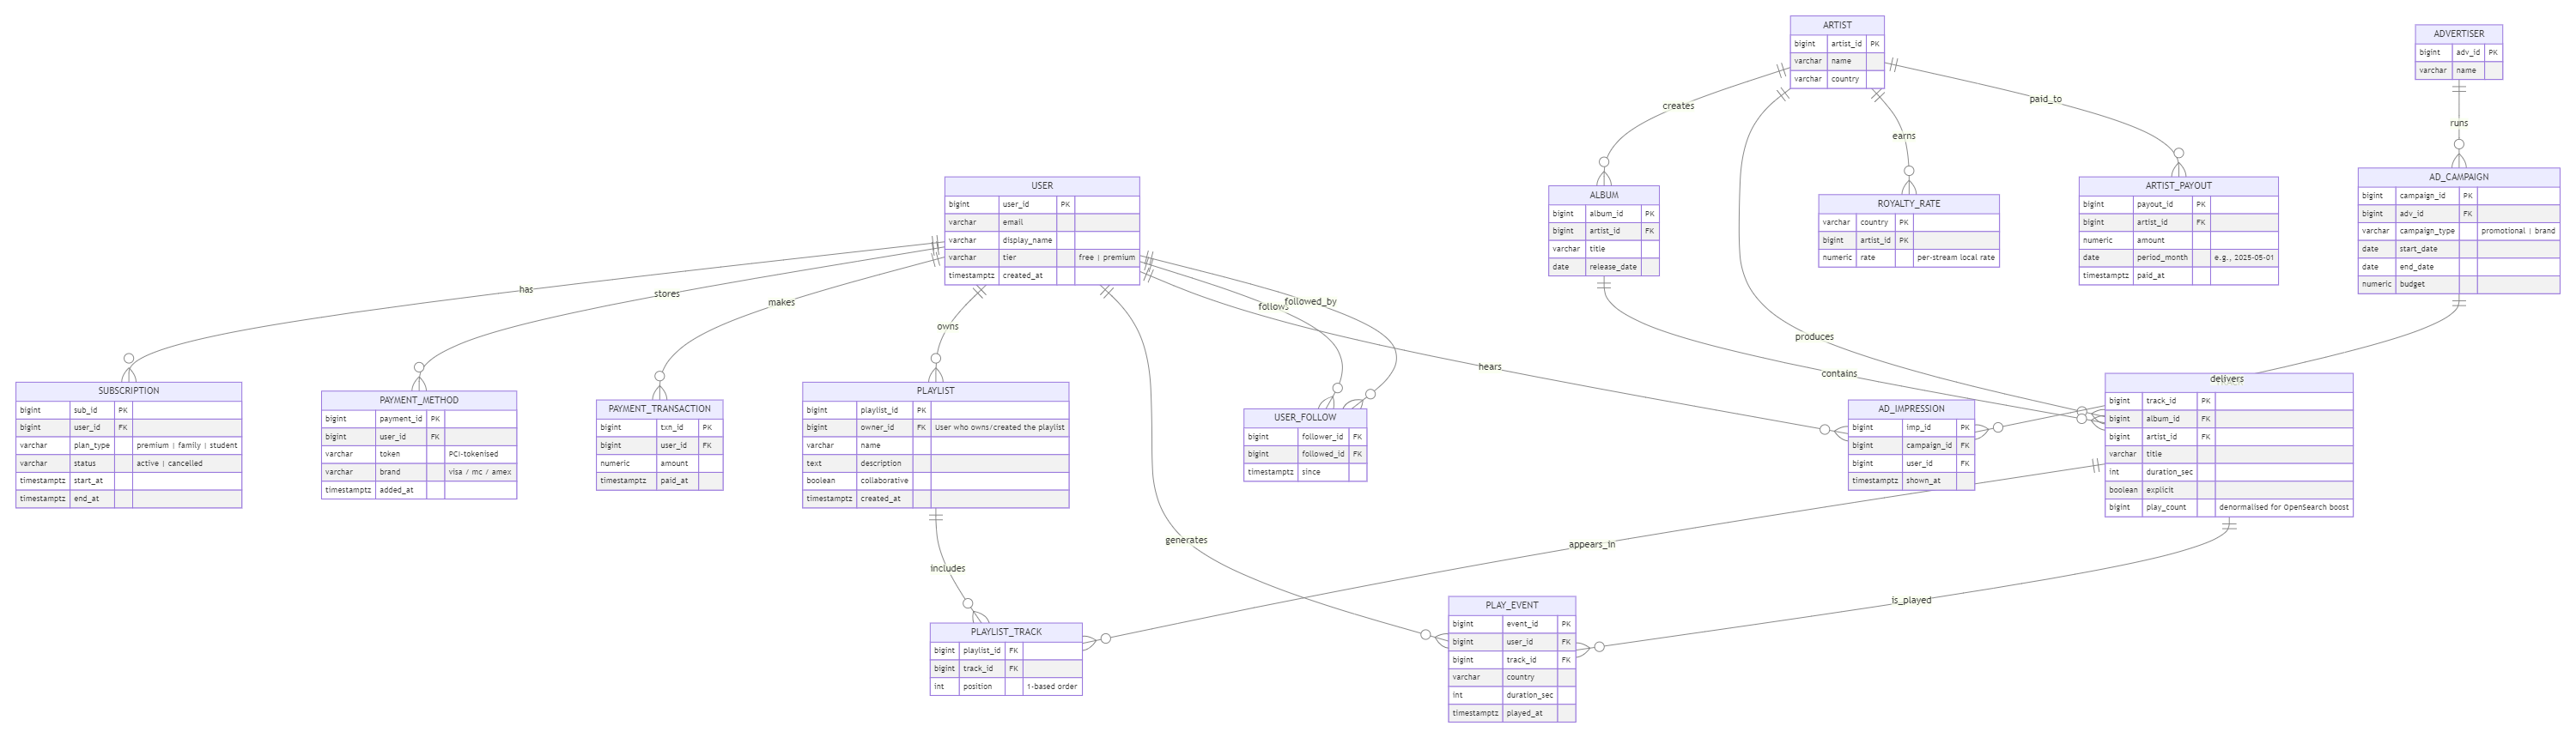 ARTIST
bigint artist_id PK
varchar name
varchar country
ADVERTISER
bigint adv_id PK
varchar name
creates
produces
earns
paid_to
runs
USER
bigint user_id PK
varchar email
varchar display_name
varchar tier free | premium
timestamptz created_at
ALBUM
bigint album_id PK
bigint artist_id FK
varchar title
date release_date
ROYALTY_RATE
varchar country PK
bigint artist_id PK
numeric rate per-stream local rate
ARTIST_PAYOUT
bigint payout_id PK
bigint artist_id FK
numeric amount
date period_month e.g., 2025-05-01
timestamptz paid_at
AD_CAMPAIGN
bigint campaign_id PK
bigint adv_id FK
varchar campaign_type promotional | brand
date start_date
date end_date
numeric budget
has
stores
makes
owns
generates
follows
followed_by
hears
contains
delivers
SUBSCRIPTION
bigint sub_id PK
bigint user_id FK
varchar plan_type premium | family | student
varchar status active | cancelled
timestamptz start_at
timestamptz end_at
PAYMENT_METHOD
bigint payment_id PK
bigint user_id FK
varchar token PCI-tokenised
varchar brand visa / mc / amex
timestamptz added_at
PAYMENT_TRANSACTION
bigint txn_id PK
bigint user_id FK
numeric amount
timestamptz paid_at
PLAYLIST
bigint playlist_id PK
bigint owner_id FK User who owns/created the playlist
varchar name
text description
boolean collaborative
timestamptz created_at
USER_FOLLOW
bigint follower_id FK
bigint followed_id FK
timestamptz since
AD_IMPRESSION
bigint imp_id PK
bigint campaign_id FK
bigint user_id FK
timestamptz shown_at
bigint track_id PK
bigint album_id FK
bigint artist_id FK
varchar title
int duration_sec
boolean explicit
bigint play_count denormalised for OpenSearch boost
includes
appears_in
is_played
PLAYLIST_TRACK
bigint playlist_id FK
bigint track_id FK
int position 1-based order
PLAY_EVENT
bigint event_id PK
bigint user_id FK
bigint track_id FK
varchar country
int duration_sec
timestamptz played_at